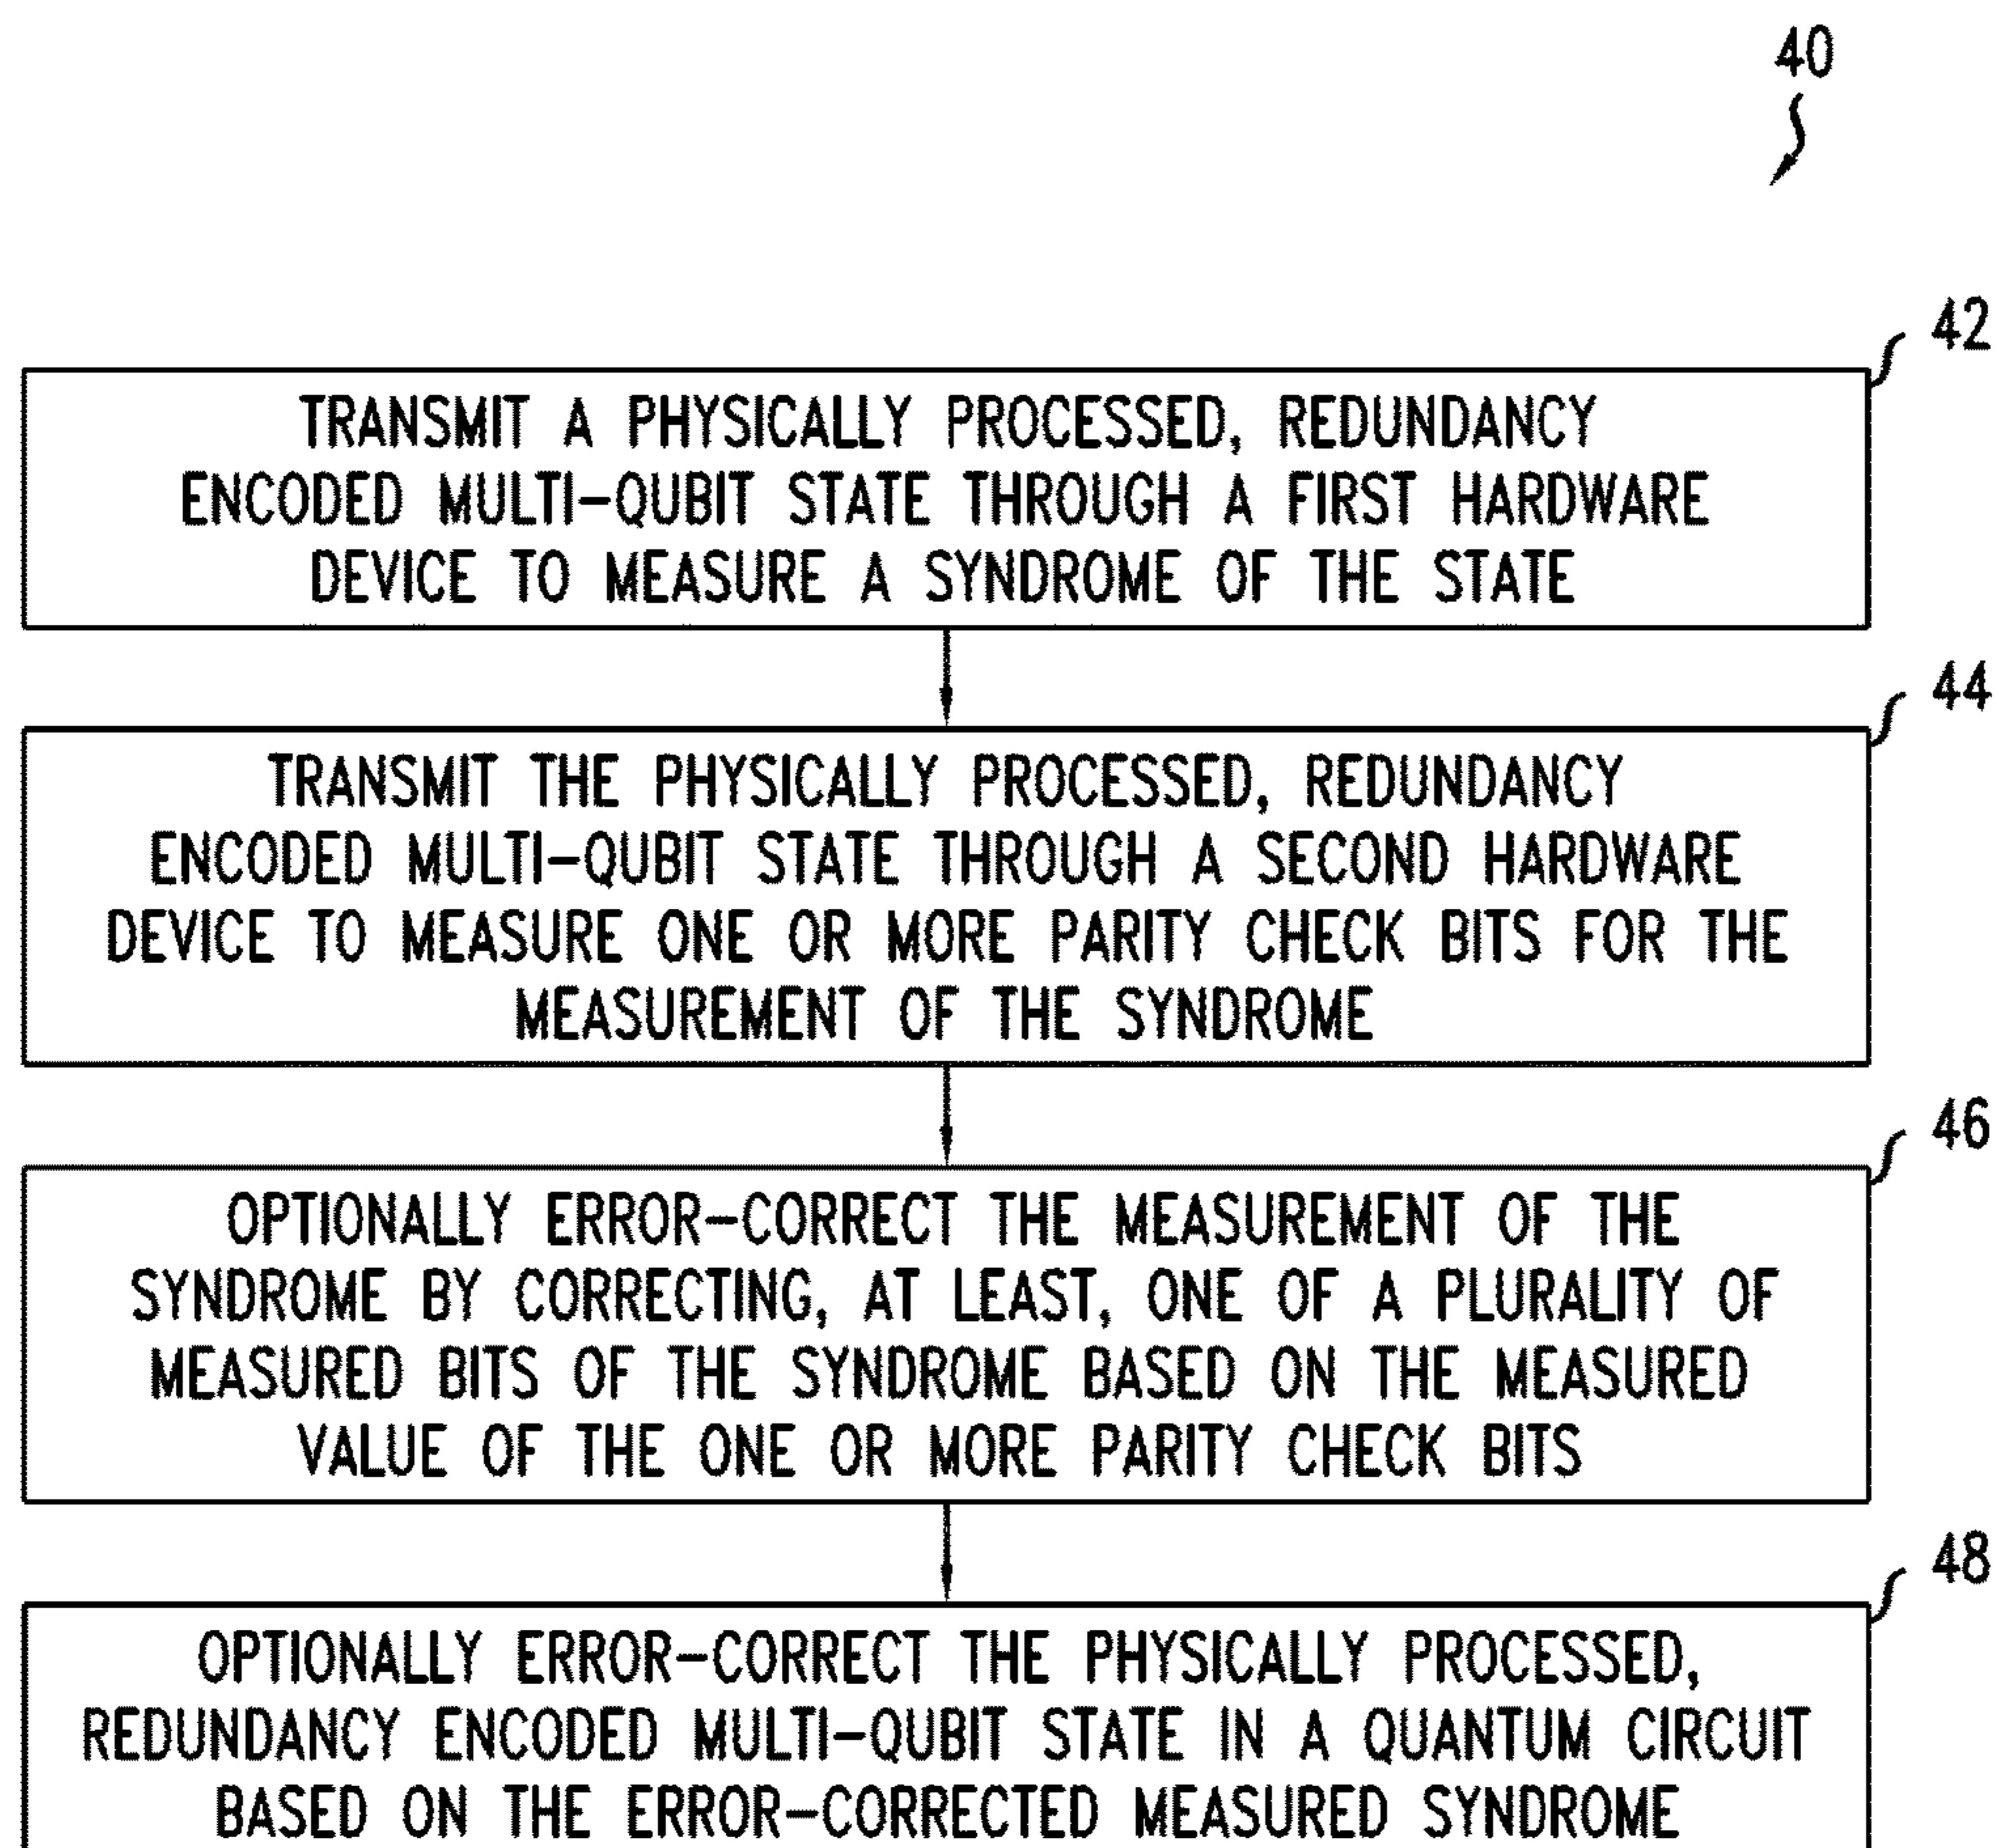 40
42
TRANSMIT A PHYSICALLY PROCESSED, REDUNDANCY
ENCODED MULTI-QUBIT STATE THROUGH A FIRST HARDWARE
DEVICE TO MEASURE A SYNDROME OF THE STATE
44
TRANSMIT THE PHYSICALLY PROCESSED, REDUNDANCY
ENCODED MULTI-QUBIT STATE THROUGH A SECOND HARDWARE
DEVICE TO MEASURE ONE OR MORE PARITY CHECK BITS FOR THE
MEASUREMENT OF THE SYNDROME
46
OPTIONALLY ERROR-CORRECT THE MEASUREMENT OF THE
SYNDROME BY CORRECTING, AT LEAST, ONE OF A PLURALITY OF
MEASURED BITS OF THE SYNDROME BASED ON THE MEASURED
VALUE OF THE ONE OR MORE PARITY CHECK BITS
48
OPTIONALLY ERROR-CORRECT THE PHYSICALLY PROCESSED,
REDUNDANCY ENCODED MULTI-QUBIT STATE IN A QUANTUM CIRCUIT
BASED ON THE ERROR-CORRECTED MEASURED SYNDROME